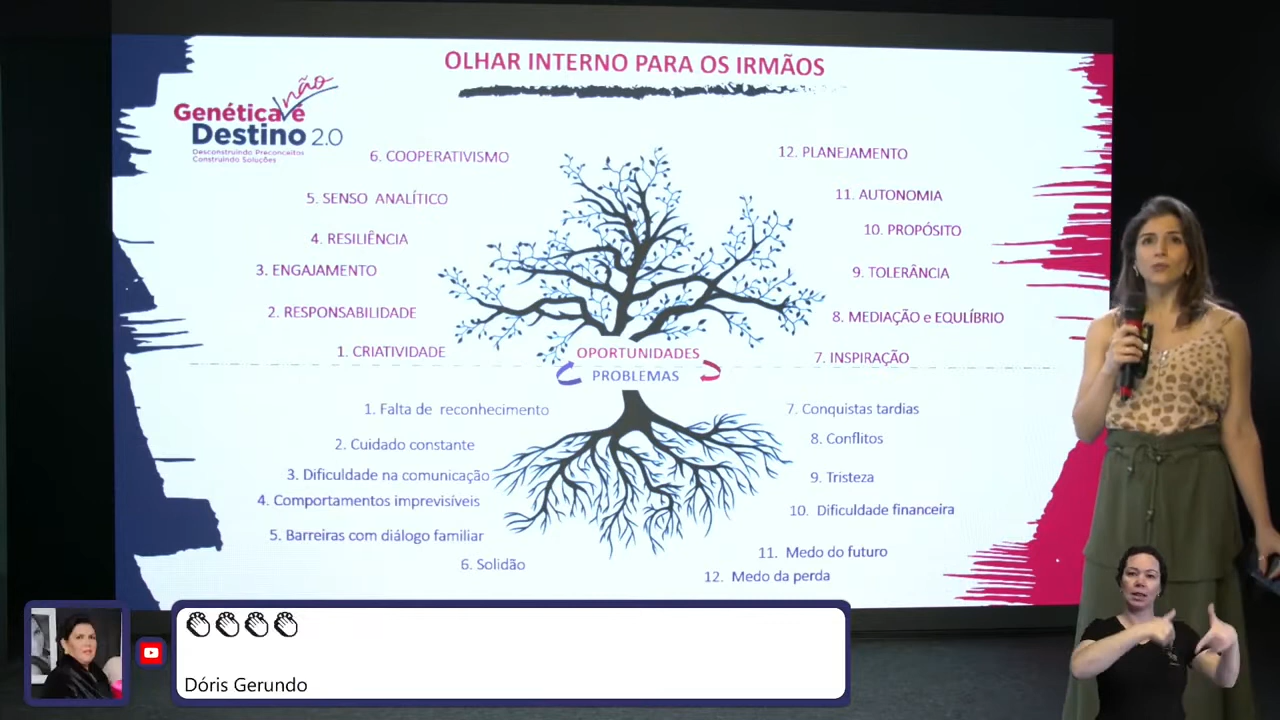 OLHAR INTERNO PARA OS IRMÃOS
não
Genética é
Destino 2.0
Desconstruindo Preconceitos
Construindo Soluções
6. COOPERATIVISMO
5. SENSO ANALÍTICO
4. RESILIÊNCIA
3. ENGAJAMENTO
2. RESPONSABILIDADE
1. CRIATIVIDADE
12. PLANEJAMENTO
11. AUTONOMIA
10. PROPÓSITO
9. TOLERÂNCIA
8. MEDIAÇÃO e EQULÍBRIO
7. INSPIRAÇÃO
OPORTUNIDADES
PROBLEMAS
1. Falta de reconhecimento
2. Cuidado constante
3. Dificuldade na comunicação
4. Comportamentos imprevisíveis
5. Barreiras com diálogo familiar
6. Solidão
7. Conquistas tardias
8. Conflitos
9. Tristeza
10. Dificuldade financeira
11. Medo do futuro
12. Medo da perda
👏👏👏👏
Dóris Gerundo